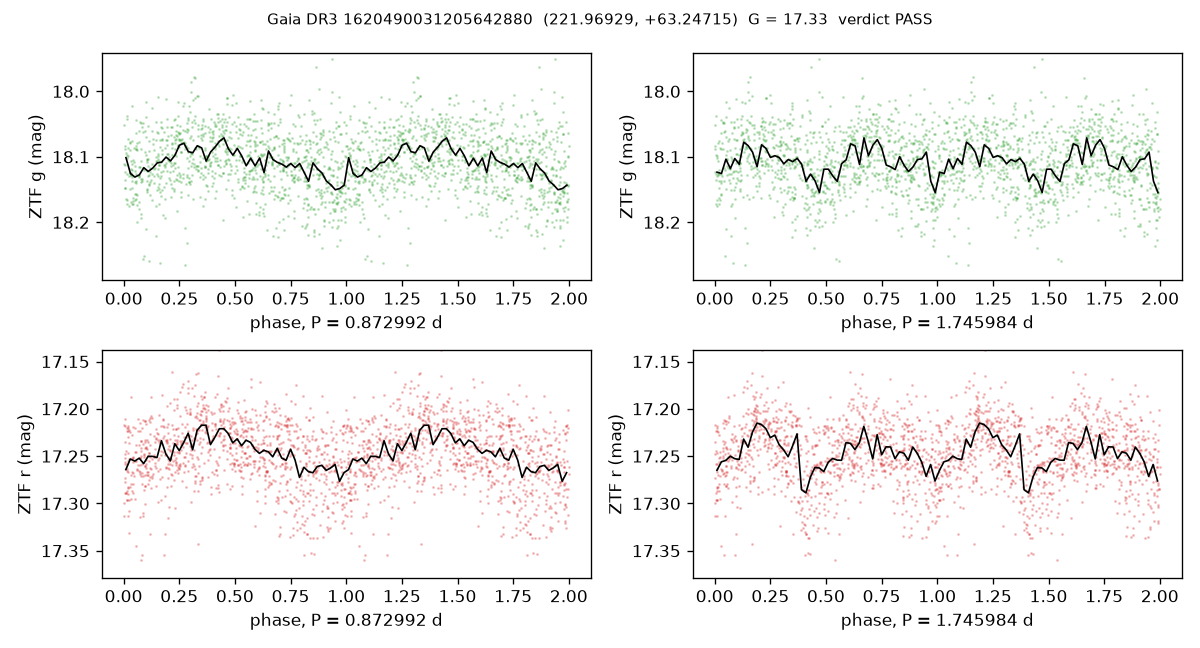 Gaia DR3 1620490031205642880  (221.96929, +63.24715)  G = 17.33  verdict PASS
ZTF g (mag)
18.0
18.1
18.2
0.00 0.25 0.50 0.75 1.00 1.25 1.50 1.75 2.00
phase, P = 0.872992 d
ZTF g (mag)
18.0
18.1
18.2
0.00 0.25 0.50 0.75 1.00 1.25 1.50 1.75 2.00
phase, P = 1.745984 d
ZTF r (mag)
17.15
17.20
17.25
17.30
17.35
0.00 0.25 0.50 0.75 1.00 1.25 1.50 1.75 2.00
phase, P = 0.872992 d
ZTF r (mag)
17.15
17.20
17.25
17.30
17.35
0.00 0.25 0.50 0.75 1.00 1.25 1.50 1.75 2.00
phase, P = 1.745984 d